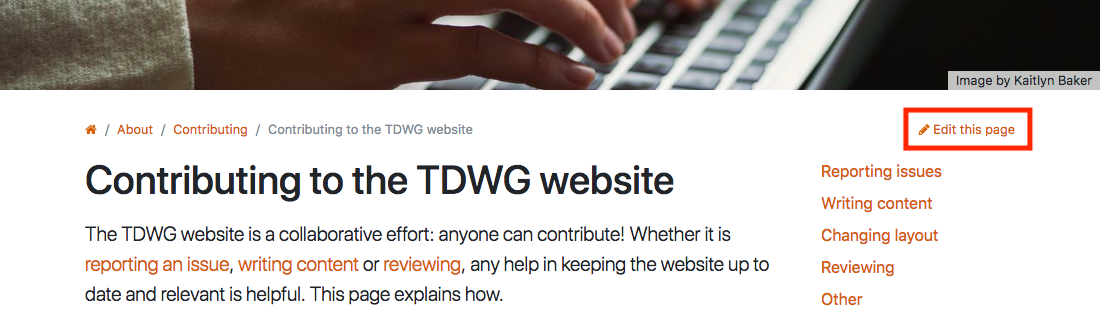 Image by Kaitlyn Baker
/ About / Contributing / Contributing to the TDWG website
Edit this page
Contributing to the TDWG website
The TDWG website is a collaborative effort: anyone can contribute! Whether it is
reporting an issue, writing content or reviewing, any help in keeping the website up to
date and relevant is helpful. This page explains how.
Reporting issues
Writing content
Changing layout
Reviewing
Other